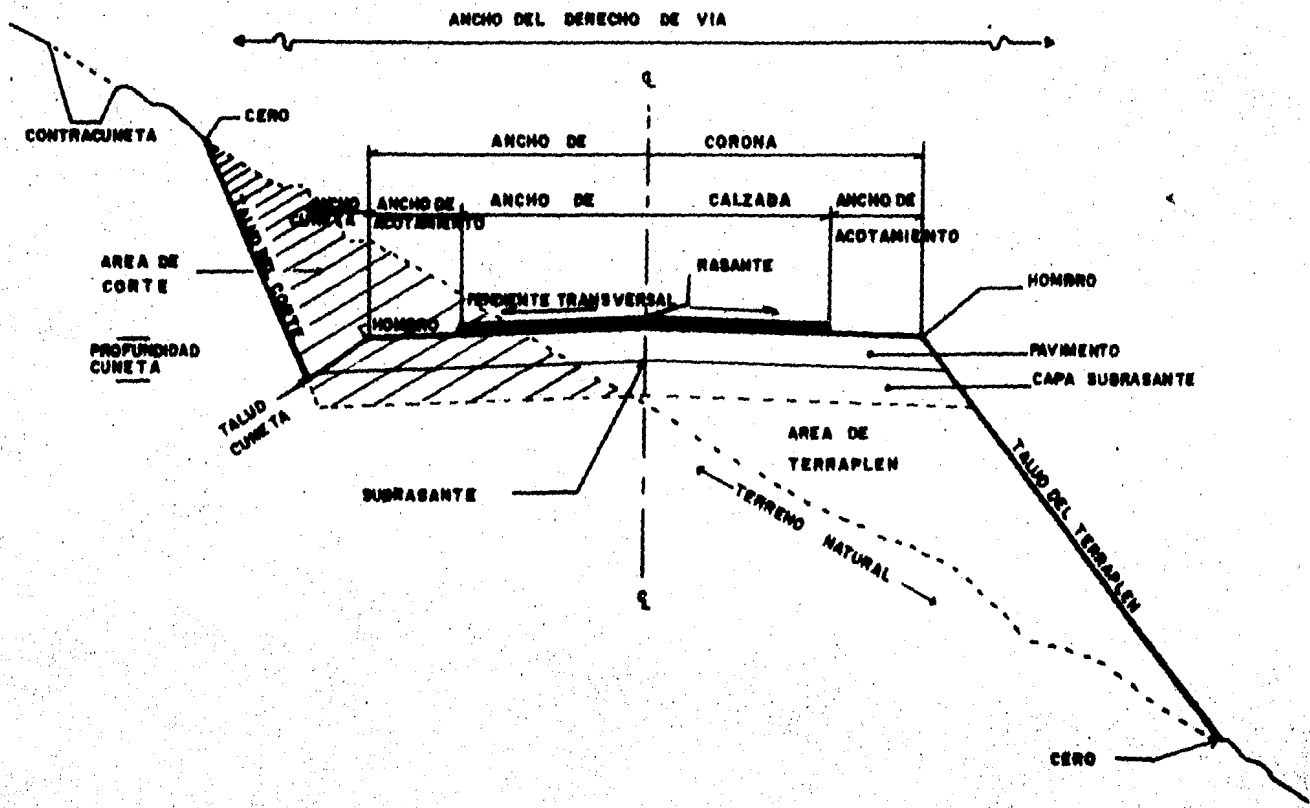 ANCHO DEL DERECHO DE VIA
℄
CONTRACUNETA
CERO
ANCHO DE CORONA
ANCHO
CUNETA
ANCHO DE
ACOTAMIENTO
ANCHO DE CALZADA
ANCHO DE
ACOTAMIENTO
TALUD DEL CORTE
AREA DE
CORTE
RASANTE
HOMBRO
PENDIENTE TRANSVERSAL
HOMBRO
PROFUNDIDAD
CUNETA
PAVIMENTO
CAPA SUBRASANTE
TALUD
CUNETA
AREA DE
TERRAPLEN
SUBRASANTE
TERRENO NATURAL
TALUD DEL TERRAPLEN
℄
CERO